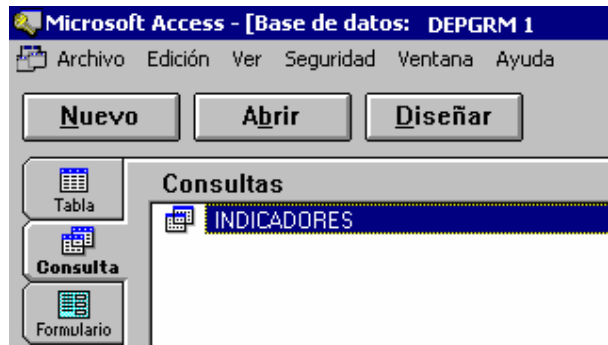 Microsoft Access - [Base de datos: DEPGRM 1
Archivo Edición Ver Seguridad Ventana Ayuda
Nuevo Abrir Diseñar
Tabla
Consultas
INDICADORES
Consulta
Formulario